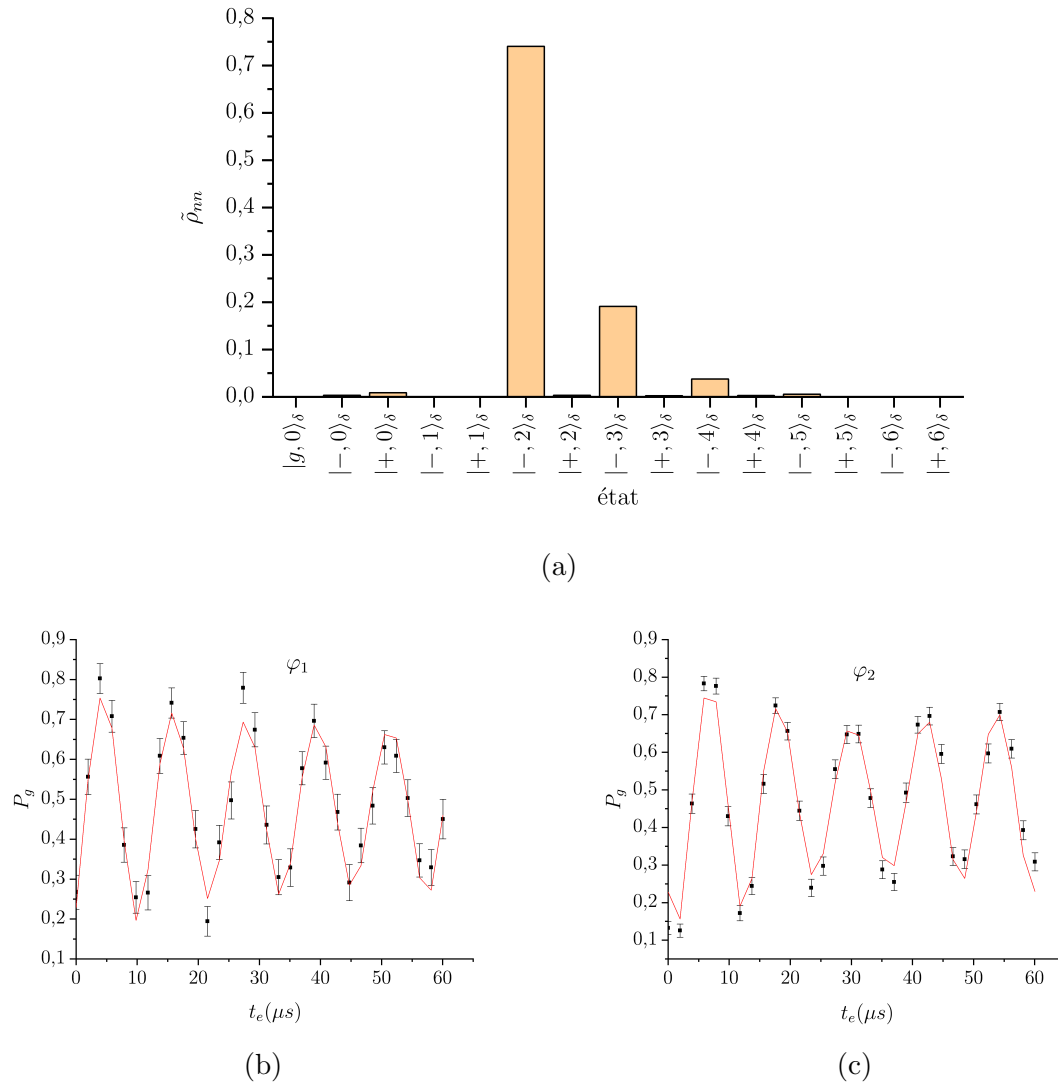 0,8
0,7
0,6
0,5
0,4
0,3
0,2
0,1
0,0
ρ̃ₙₙ
|g, 0⟩δ
|−, 0⟩δ
|+, 0⟩δ
|−, 1⟩δ
|+, 1⟩δ
|−, 2⟩δ
|+, 2⟩δ
|−, 3⟩δ
|+, 3⟩δ
|−, 4⟩δ
|+, 4⟩δ
|−, 5⟩δ
|+, 5⟩δ
|−, 6⟩δ
|+, 6⟩δ
état
(a)
0,9
0,8
0,7
0,6
0,5
0,4
0,3
0,2
0,1
P_g
φ₁
0 10 20 30 40 50 60
t_e(μs)
(b)
0,9
0,8
0,7
0,6
0,5
0,4
0,3
0,2
0,1
P_g
φ₂
0 10 20 30 40 50 60
t_e(μs)
(c)